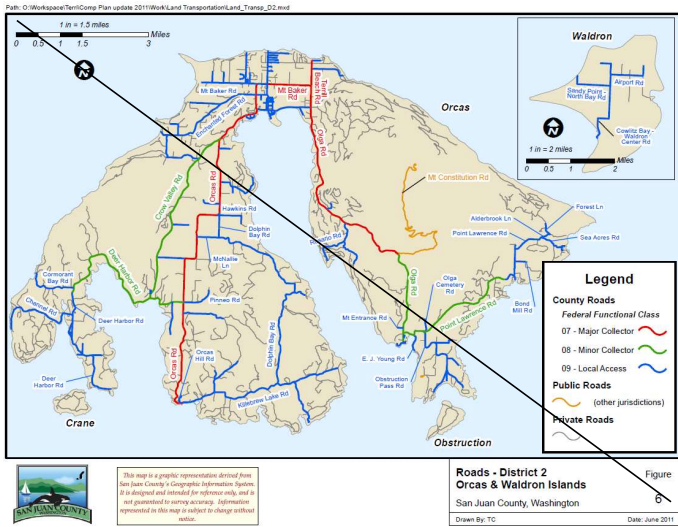 Path: O:\Workspace\Terri\Comp Plan update 2011\Work\Land Transportation\Land_Transp_D2.mxd
1 in = 1.5 miles
0 0.5 1 1.5 3 Miles
N
Waldron
Airport Rd
Sandy Point -
North Bay Rd
Cowlitz Bay -
Waldron
Center Rd
N
1 in = 2 miles
0 0.5 1 2 Miles
Mt Baker Rd
Mt Baker
Rd
Terrill
Beach Rd
Enchanted Forest Rd
Orcas
Olga Rd
Mt Constitution Rd
Crow Valley Rd
Orcas Rd
Hawkins Rd
Dolphin
Bay Rd
Forest Ln
Alderbrook Ln
Point Lawrence Rd
Sea Acres Rd
Rosario Rd
McNallie
Ln
Deer Harbor Rd
Cormorant
Bay Rd
Channel Rd
Deer Harbor Rd
Pinneo Rd
Olga Rd
Olga
Cemetery
Rd
Point Lawrence Rd
Bond
Mill Rd
Mt Entrance Rd
Dolphin Bay Rd
Orcas Rd
Orcas
Hill Rd
E. J. Young Rd
Obstruction
Pass Rd
Deer
Harbor Rd
Killebrew Lake Rd
Crane
Obstruction
Legend
County Roads
Federal Functional Class
07 - Major Collector
08 - Minor Collector
09 - Local Access
Public Roads
(other jurisdictions)
Private Roads
SAN JUAN COUNTY
WASHINGTON
This map is a graphic representation derived from
San Juan County's Geographic Information System.
It is designed and intended for reference only, and is
not guaranteed to survey accuracy. Information
represented in this map is subject to change without
notice.
Roads - District 2
Orcas & Waldron Islands
San Juan County, Washington
Figure
6
Drawn By: TC
Date: June 2011